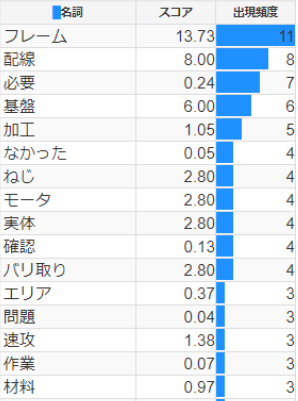 名詞 スコア 出現頻度
フレーム 13.73 11
配線 8.00 8
必要 0.24 7
基盤 6.00 6
加工 1.05 5
なかった 0.05 4
ねじ 2.80 4
モータ 2.80 4
実体 2.80 4
確認 0.13 4
バリ取り 2.80 4
エリア 0.37 3
問題 0.04 3
速攻 1.38 3
作業 0.07 3
材料 0.97 3